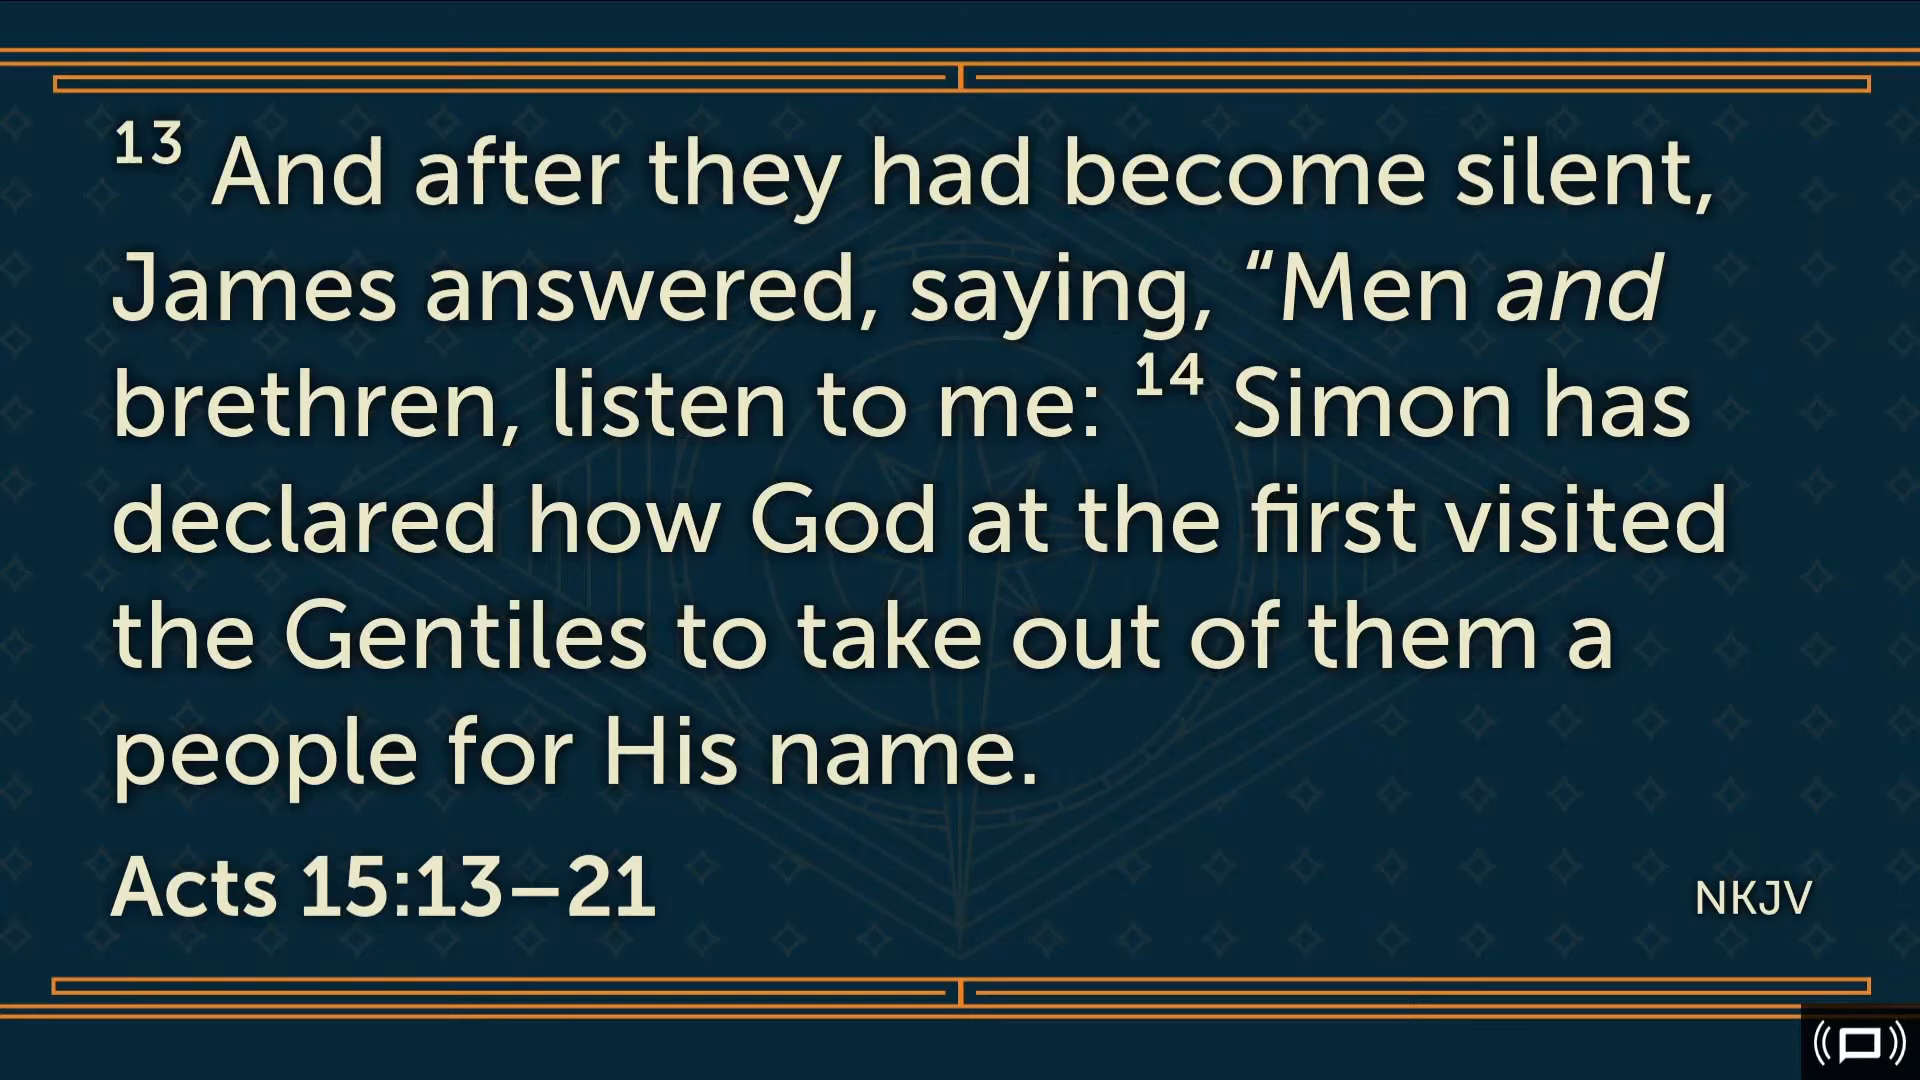 13 And after they had become silent,
James answered, saying, “Men and
brethren, listen to me: 14 Simon has
declared how God at the first visited
the Gentiles to take out of them a
people for His name.
Acts 15:13–21
NKJV